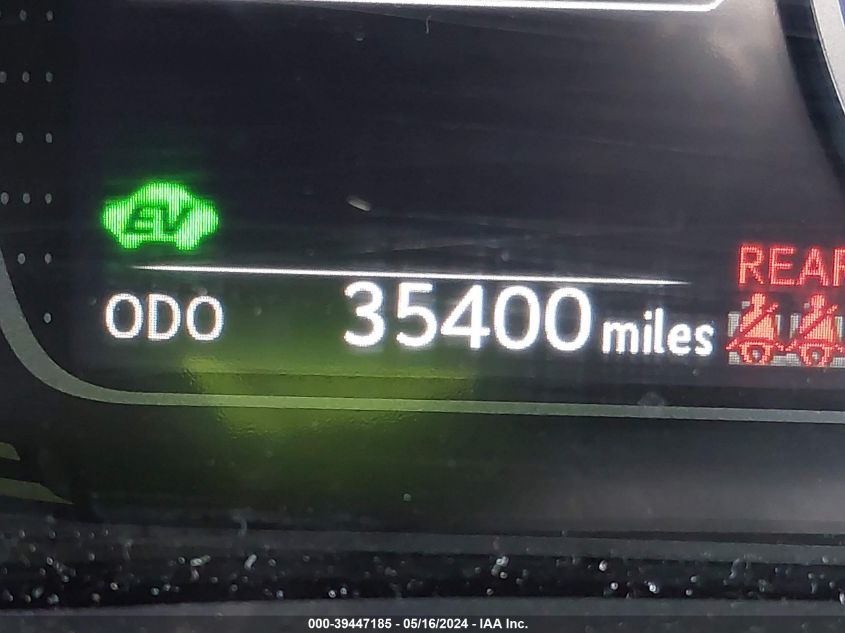 EV
REAR
ODO 35400 miles
000-39447185 - 05/16/2024 - IAA Inc.